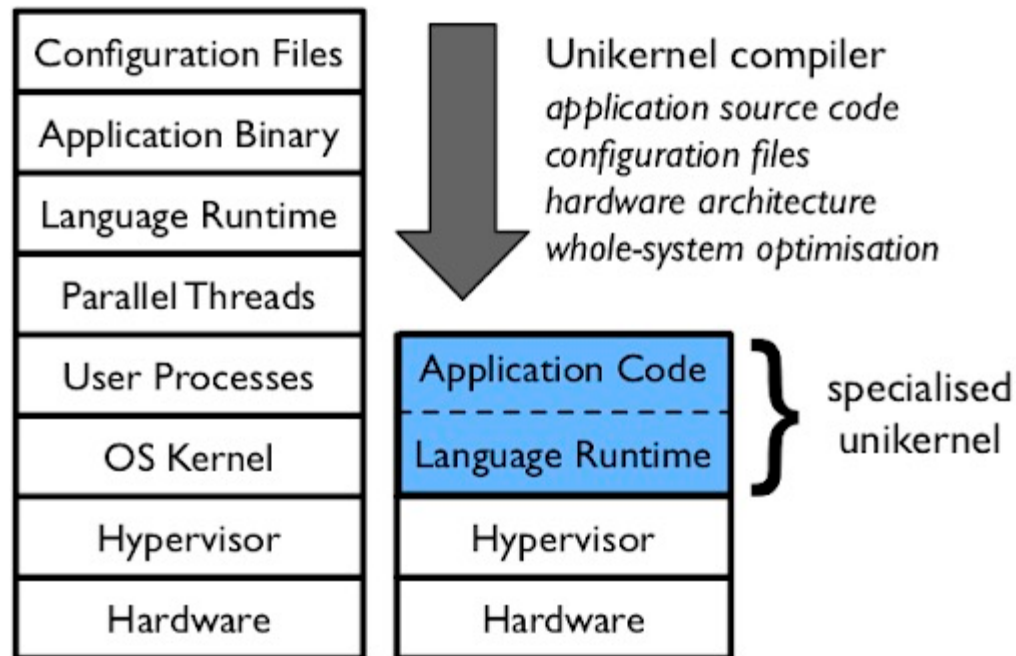 Configuration Files
Application Binary
Language Runtime
Parallel Threads
User Processes
OS Kernel
Hypervisor
Hardware
Unikernel compiler
application source code
configuration files
hardware architecture
whole-system optimisation
Application Code
Language Runtime
Hypervisor
Hardware
specialised
unikernel